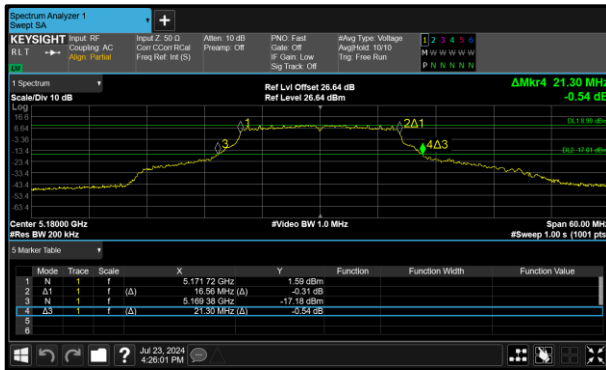 Spectrum Analyzer 1
Swept SA
+
KEYSIGHT Input: RF Input Z: 50 Ω Atten: 10 dB PNO: Fast #Avg Type: Voltage 1 2 3 4 5 6
RLT Coupling: AC Corr CCorr RCal Preamp: Off Gate: Off Avg|Hold: 10/10 M W W W W W
Align: Partial Freq Ref: Int (S) IF Gain: Low Trig: Free Run
Sig Track: Off P N N N N N
1 Spectrum
Scale/Div 10 dB
Ref Lvl Offset 26.64 dB
Ref Level 26.64 dBm
ΔMkr4 21.30 MHz
-0.54 dB
Log
16.6
6.64
-3.36
-13.4
-23.4
-33.4
-43.4
-53.4
-63.4
1
2Δ1
3
4Δ3
DL1 8.99 dBm
DL2 -17.01 dBm
Center 5.18000 GHz #Video BW 1.0 MHz Span 60.00 MHz
#Res BW 200 kHz #Sweep 1.00 s (1001 pts)
5 Marker Table
Mode Trace Scale X Y Function Function Width Function Value
1 N 1 f 5.171 72 GHz 1.59 dBm
2 Δ1 1 f (Δ) 16.56 MHz (Δ) -0.31 dB
3 N 1 f 5.169 38 GHz -17.18 dBm
4 Δ3 1 f (Δ) 21.30 MHz (Δ) -0.54 dB
5
6
?
Jul 23, 2024
4:26:01 PM